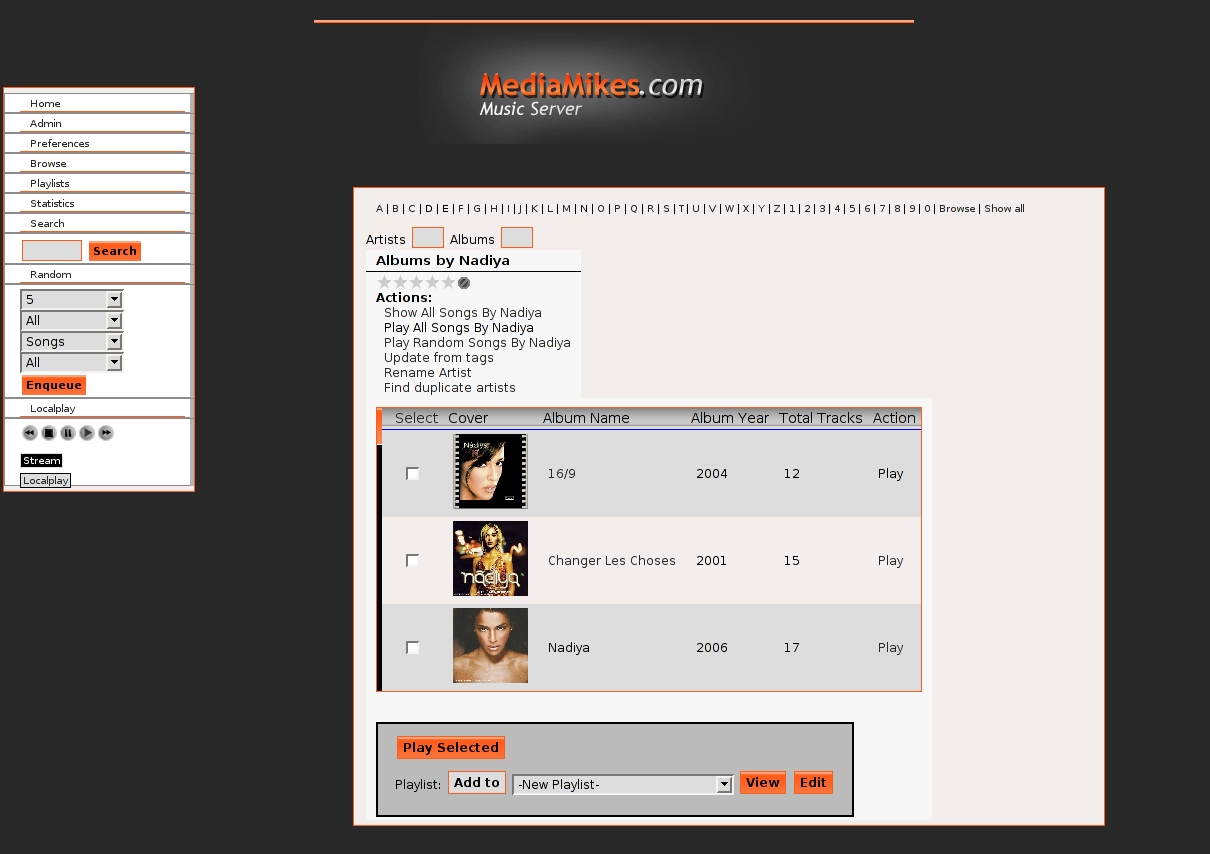 MediaMikes.com
Music Server
Home
Admin
Preferences
Browse
Playlists
Statistics
Search
Search
Random
5
All
Songs
All
Enqueue
Localplay
Stream
Localplay
A | B | C | D | E | F | G | H | I | J | K | L | M | N | O | P | Q | R | S | T | U | V | W | X | Y | Z | 1 | 2 | 3 | 4 | 5 | 6 | 7 | 8 | 9 | 0 | Browse | Show all
Artists Albums
Albums by Nadiya
Actions:
Show All Songs By Nadiya
Play All Songs By Nadiya
Play Random Songs By Nadiya
Update from tags
Rename Artist
Find duplicate artists
Select Cover Album Name Album Year Total Tracks Action
Nâdiya
16/9 2004 12 Play
nâdiya
Changer Les Choses 2001 15 Play
Nadiya 2006 17 Play
Play Selected
Playlist: Add to -New Playlist- View Edit